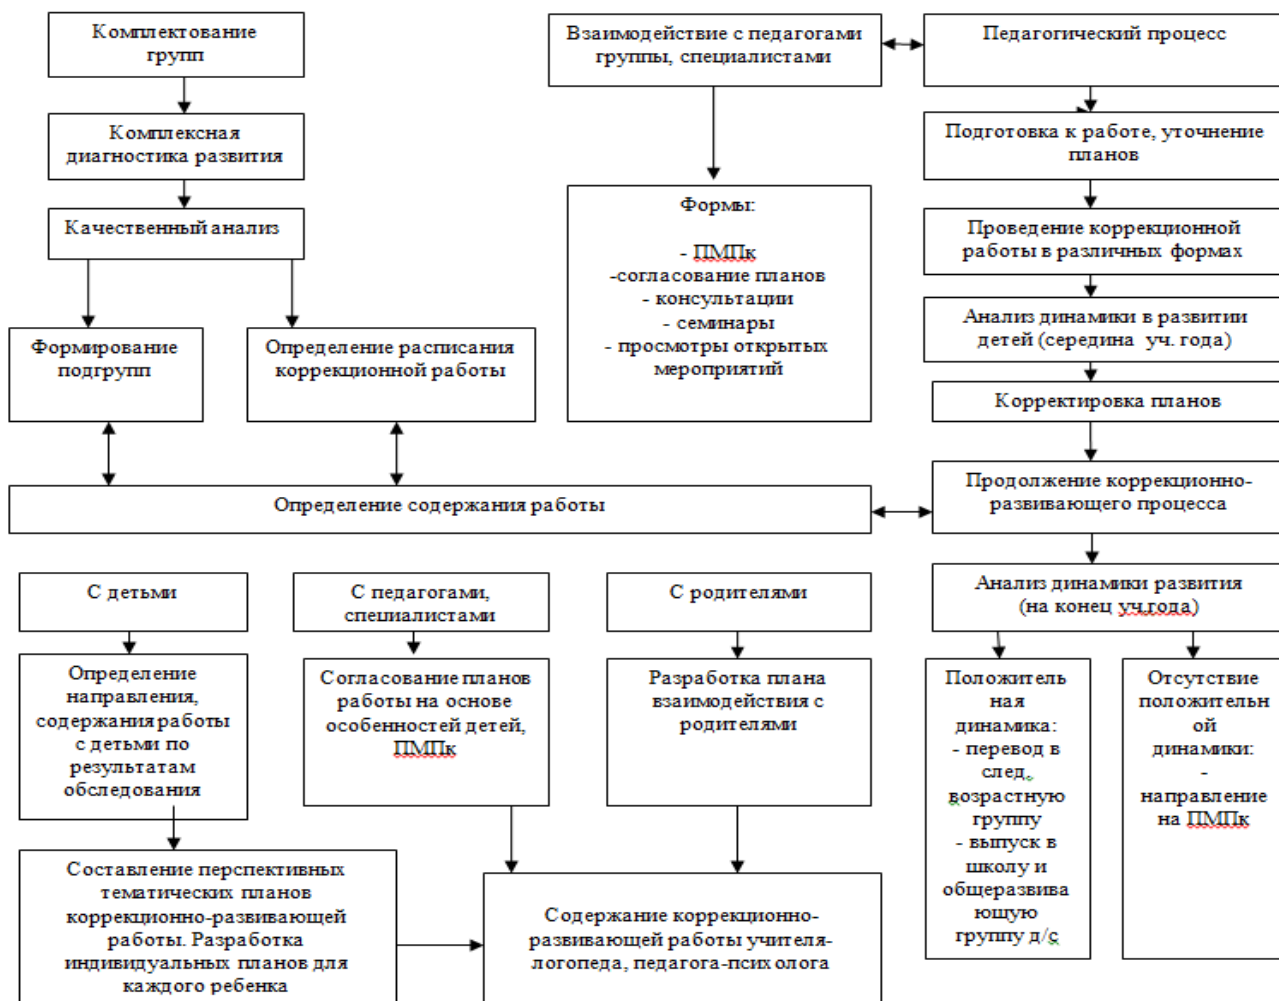 Комплектование
групп
Комплексная
диагностика развития
Качественный анализ
Формирование
подгрупп
Определение расписания
коррекционной работы
Взаимодействие с педагогами
группы, специалистами
Формы:
- ПМПк
-согласование планов
- консультации
- семинары
- просмотры открытых
мероприятий
Педагогический процесс
Подготовка к работе, уточнение
планов
Проведение коррекционной
работы в различных формах
Анализ динамики в развитии
детей (середина уч. года)
Корректировка планов
Продолжение коррекционно-
развивающего процесса
Анализ динамики развития
(на конец уч.года)
Определение содержания работы
С детьми
Определение
направления,
содержания работы
с детьми по
результатам
обследования
С педагогами,
специалистами
Согласование планов
работы на основе
особенностей детей,
ПМПк
С родителями
Разработка плана
взаимодействия с
родителями
Положитель
ная
динамика:
- перевод в
след.
возрастную
группу
- выпуск в
школу и
общеразвива
ющую
группу д/с
Отсутствие
положительн
ой
динамики:
-
направление
на ПМПк
Составление перспективных
тематических планов
коррекционно-развивающей
работы. Разработка
индивидуальных планов для
каждого ребенка
Содержание коррекционно-
развивающей работы учителя-
логопеда, педагога-психолога